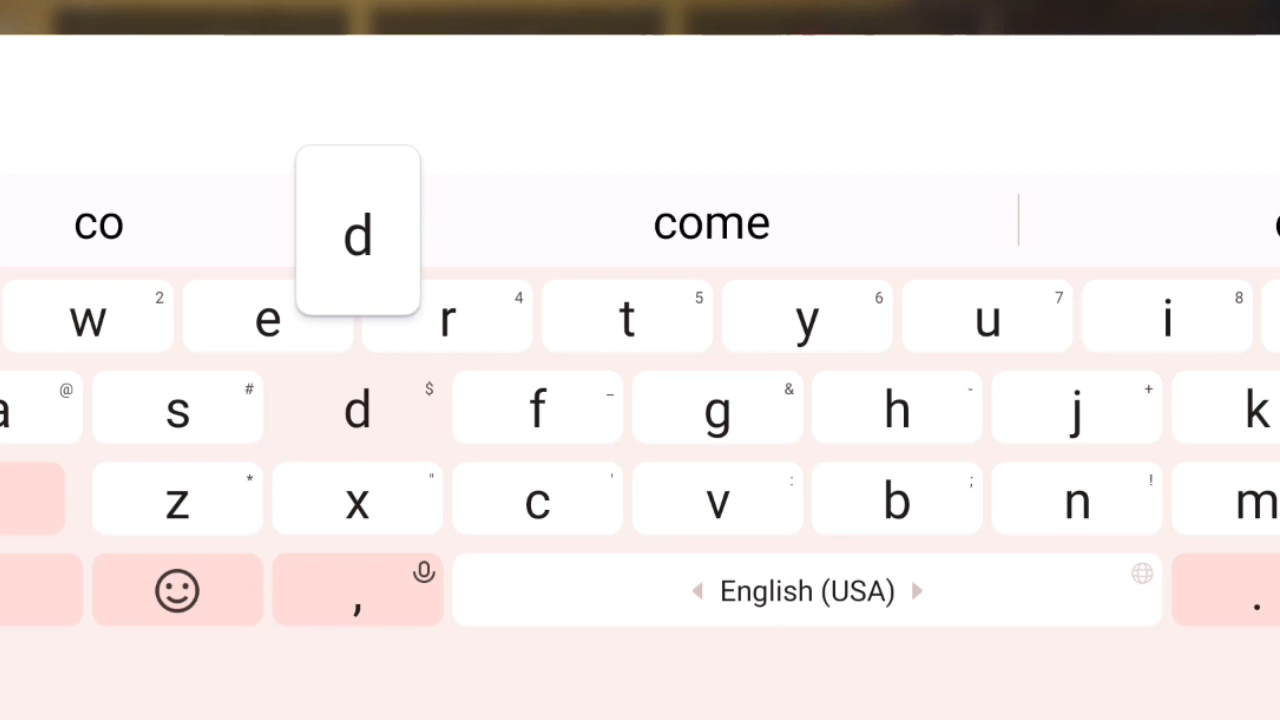 co d come
w 2 e r 4 t 5 y 6 u 7 i 8
a @ s # d $ f _ g & h - j + k
z * x " c ' v : b ; n ! m
, English (USA) .